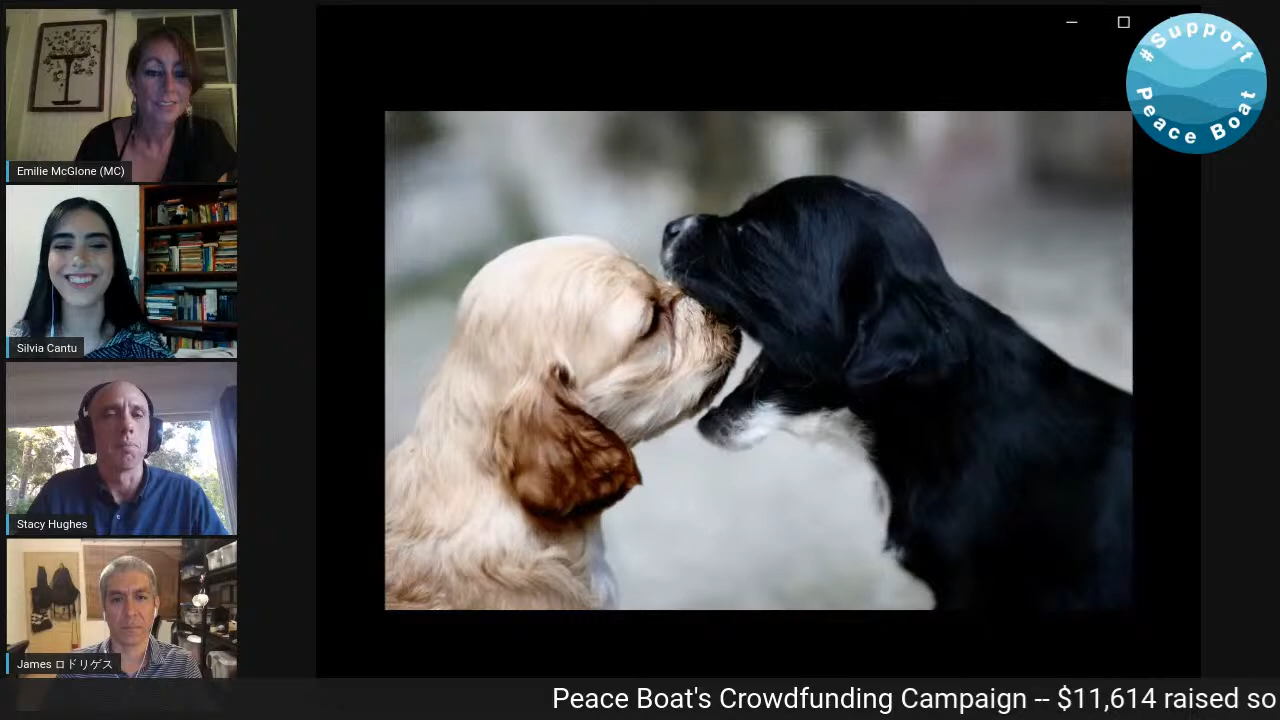 #Support
Peace Boat
Emilie McGlone (MC)
Silvia Cantu
Stacy Hughes
James ロドリゲス
Peace Boat's Crowdfunding Campaign -- $11,614 raised so